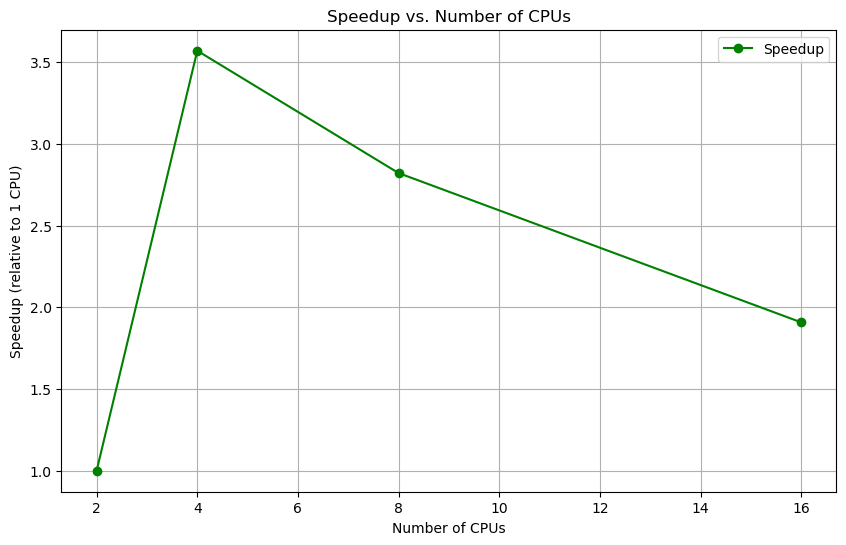 Speedup vs. Number of CPUs
Speedup
3.5
3.0
2.5
2.0
1.5
1.0
Speedup (relative to 1 CPU)
2 4 6 8 10 12 14 16
Number of CPUs